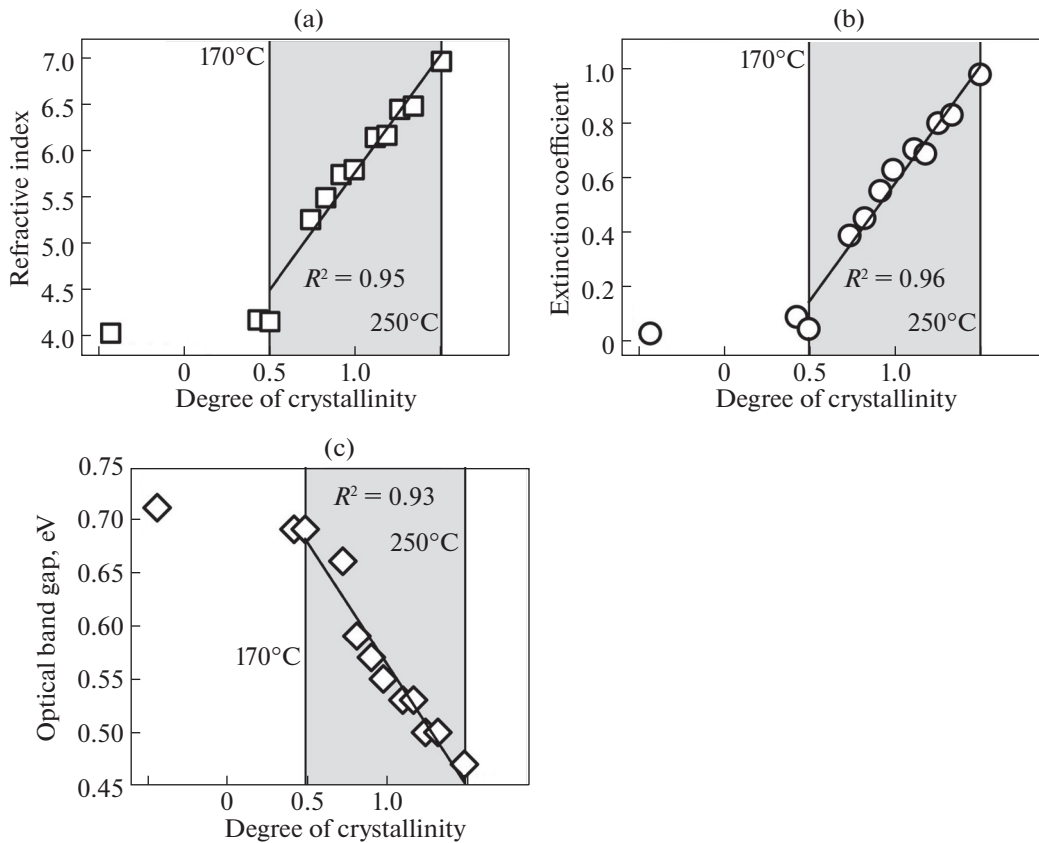 (a)
170°C
7.0
6.5
6.0
5.5
5.0
4.5
4.0
Refractive index
R² = 0.95
250°C
0 0.5 1.0
Degree of crystallinity
(b)
170°C
1.0
0.8
0.6
0.4
0.2
0
Extinction coefficient
R² = 0.96
250°C
0 0.5 1.0
Degree of crystallinity
(c)
0.75
0.70
0.65
0.60
0.55
0.50
0.45
Optical band gap, eV
R² = 0.93
250°C
170°C
0 0.5 1.0
Degree of crystallinity